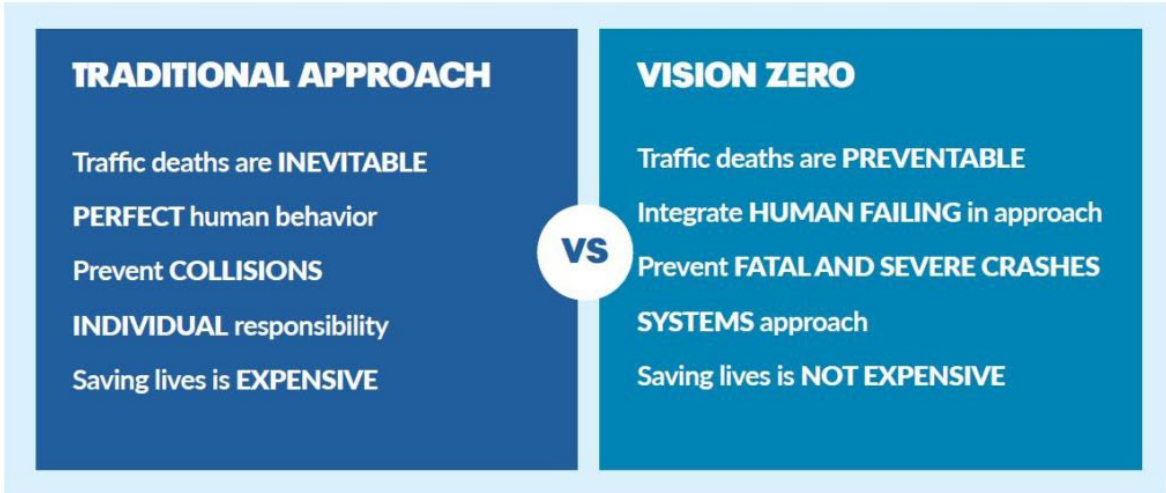 TRADITIONAL APPROACH
Traffic deaths are INEVITABLE
PERFECT human behavior
Prevent COLLISIONS
INDIVIDUAL responsibility
Saving lives is EXPENSIVE
VS
VISION ZERO
Traffic deaths are PREVENTABLE
Integrate HUMAN FAILING in approach
Prevent FATAL AND SEVERE CRASHES
SYSTEMS approach
Saving lives is NOT EXPENSIVE